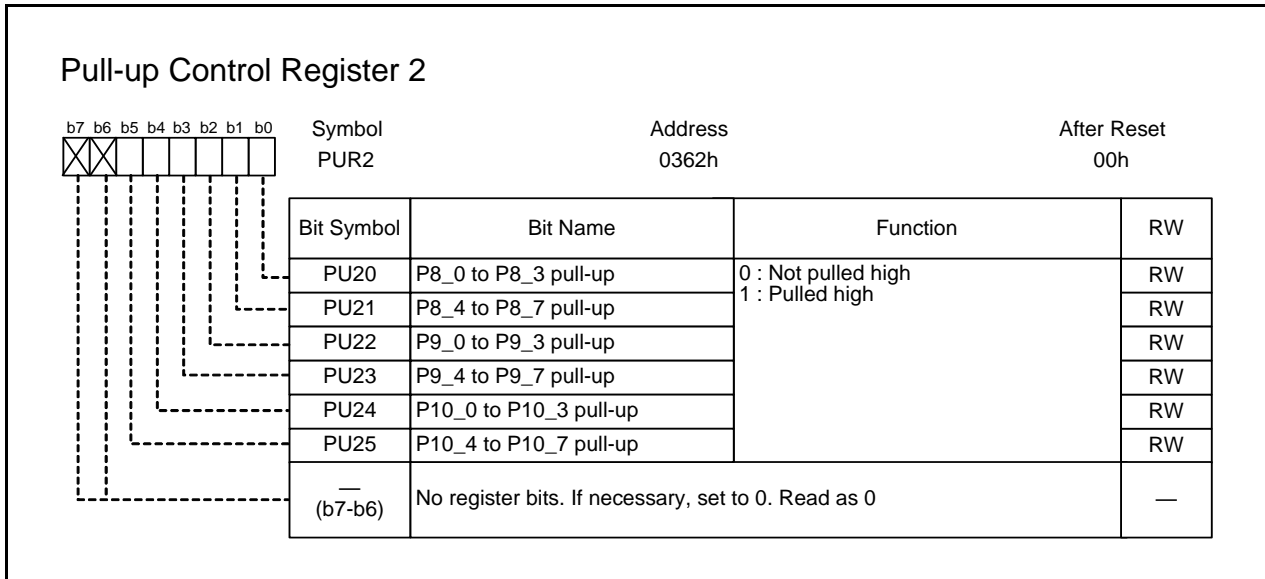 Pull-up Control Register 2
b7 b6 b5 b4 b3 b2 b1 b0 Symbol Address After Reset
PUR2 0362h 00h
Bit Symbol Bit Name Function RW
PU20 P8_0 to P8_3 pull-up 0 : Not pulled high RW
1 : Pulled high
PU21 P8_4 to P8_7 pull-up RW
PU22 P9_0 to P9_3 pull-up RW
PU23 P9_4 to P9_7 pull-up RW
PU24 P10_0 to P10_3 pull-up RW
PU25 P10_4 to P10_7 pull-up RW
—
(b7-b6) No register bits. If necessary, set to 0. Read as 0 —